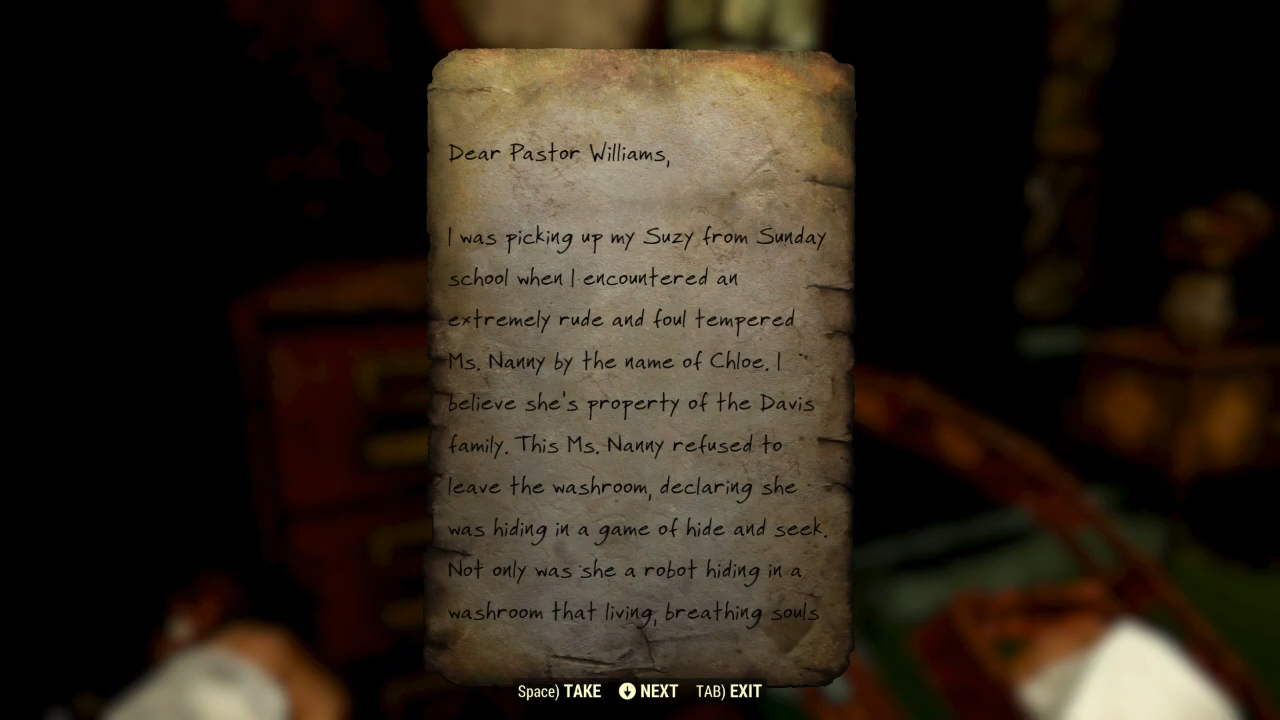 Dear Pastor Williams,
I was picking up my Suzy from Sunday
school when I encountered an
extremely rude and foul tempered
Ms. Nanny by the name of Chloe. I
believe she's property of the Davis
family. This Ms. Nanny refused to
leave the washroom, declaring she
was hiding in a game of hide and seek.
Not only was she a robot hiding in a
washroom that living, breathing souls
Space) TAKE NEXT TAB) EXIT